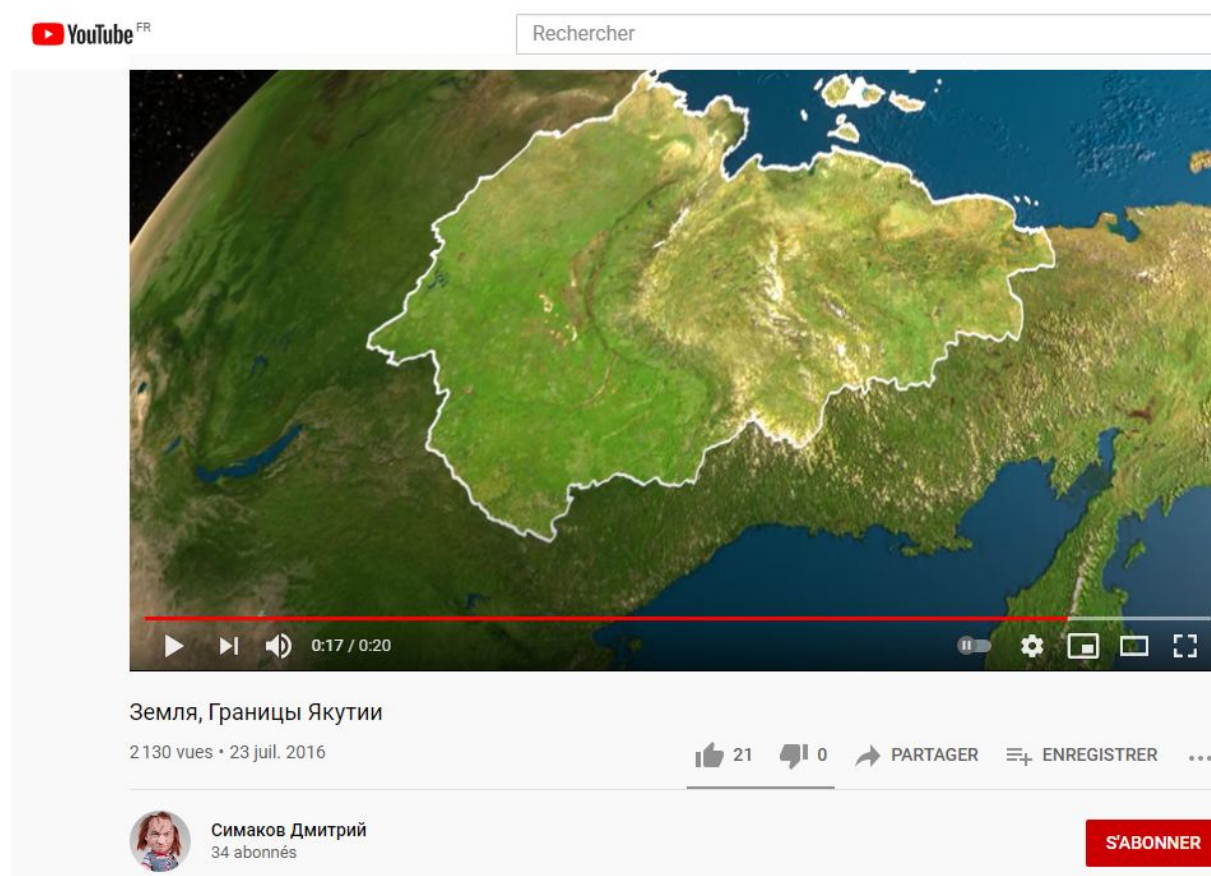 YouTube FR
Rechercher
0:17 / 0:20
Земля, Границы Якутии
2 130 vues • 23 juil. 2016
21 0 PARTAGER ENREGISTRER ...
Симаков Дмитрий
34 abonnés
S'ABONNER